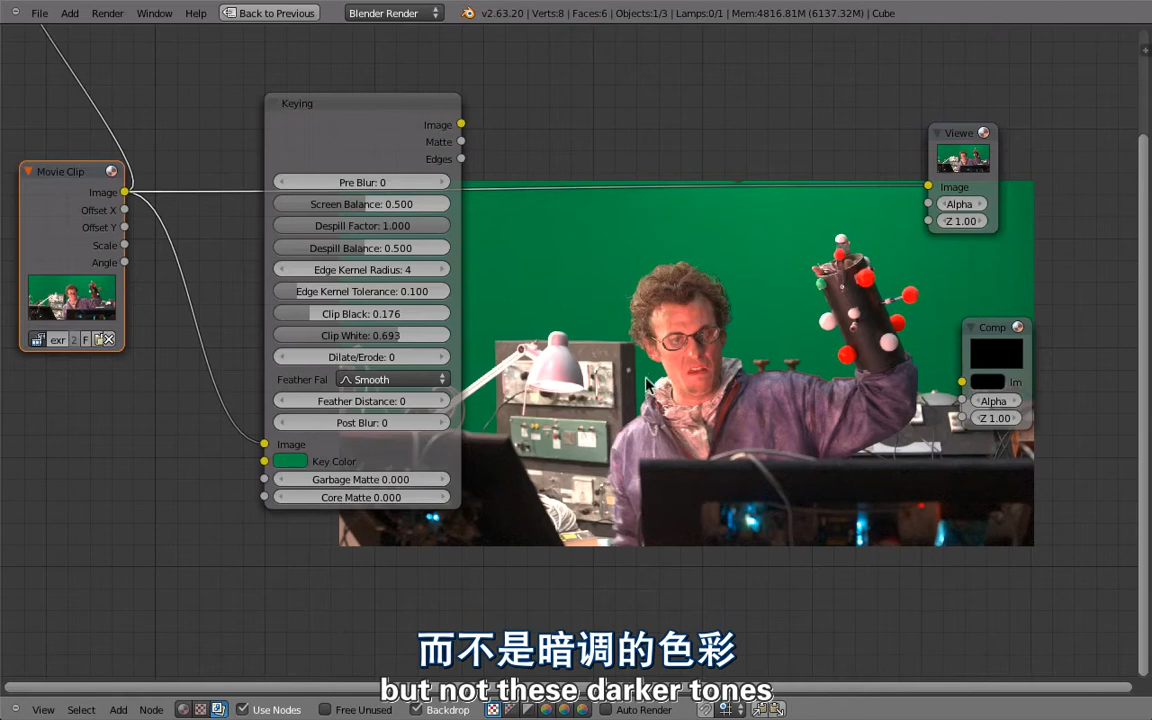 File Add Render Window Help Back to Previous Blender Render v2.63.20 | Verts:8 | Faces:6 | Objects:1/3 | Lamps:0/1 | Mem:4816.81M (6137.32M) | Cube
Keying
Image
Matte
Edges
Pre Blur: 0
Screen Balance: 0.500
Despill Factor: 1.000
Despill Balance: 0.500
Edge Kernel Radius: 4
Edge Kernel Tolerance: 0.100
Clip Black: 0.176
Clip White: 0.693
Dilate/Erode: 0
Feather Fal Smooth
Feather Distance: 0
Post Blur: 0
Image
Key Color
Garbage Matte 0.000
Core Matte 0.000
Movie Clip
Image
Offset X
Offset Y
Scale
Angle
exr 2 F
Viewe
Image
Alpha
Z 1.00
Comp
Im
Alpha
Z 1.00
而不是暗调的色彩
but not these darker tones
View Select Add Node Use Nodes Free Unused Backdrop Auto Render